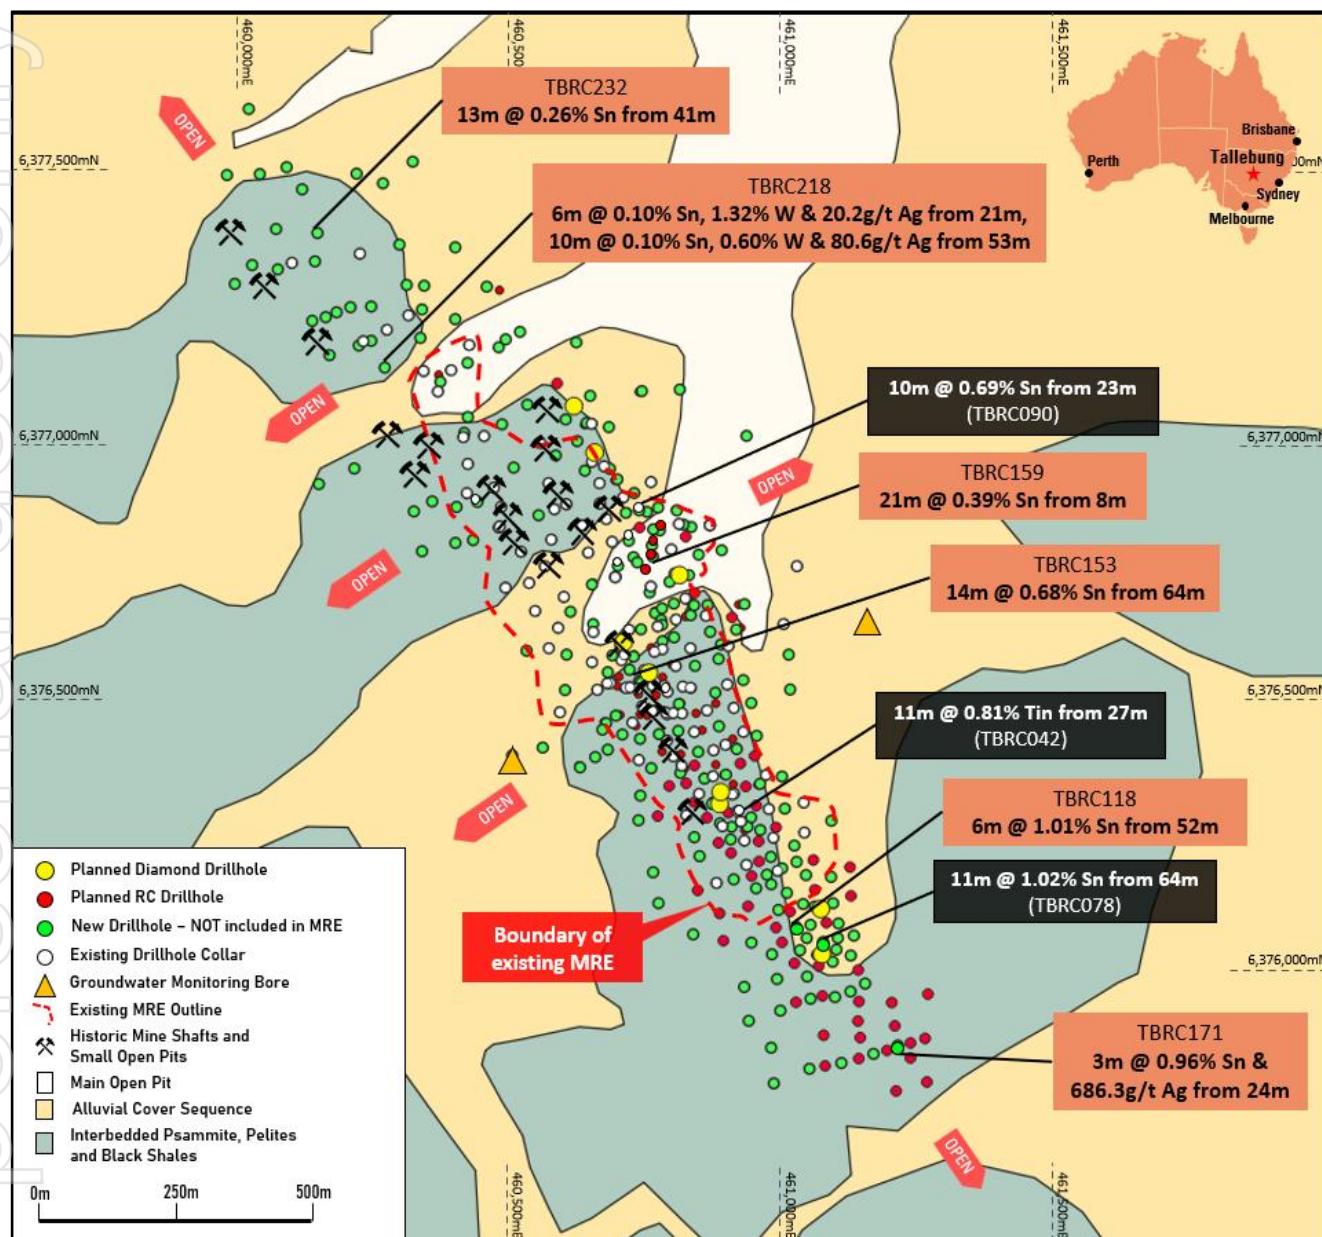 460,000mE
460,500
461,000mE
461,500mE
TBRC232
13m @ 0.26% Sn from 41m
OPEN
6,377,500mN
Brisbane
Perth
Tallebung
00mN
Sydney
Melbourne
TBRC218
6m @ 0.10% Sn, 1.32% W & 20.2g/t Ag from 21m,
10m @ 0.10% Sn, 0.60% W & 80.6g/t Ag from 53m
10m @ 0.69% Sn from 23m
(TBRC090)
OPEN
6,377,000mN
6,377,000mN
TBRC159
21m @ 0.39% Sn from 8m
OPEN
OPEN
TBRC153
14m @ 0.68% Sn from 64m
6,376,500mN
6,376,500mN
11m @ 0.81% Tin from 27m
(TBRC042)
OPEN
TBRC118
6m @ 1.01% Sn from 52m
11m @ 1.02% Sn from 64m
(TBRC078)
Boundary of
existing MRE
6,376,000mN
TBRC171
3m @ 0.96% Sn &
686.3g/t Ag from 24m
OPEN
Planned Diamond Drillhole
Planned RC Drillhole
New Drillhole – NOT included in MRE
Existing Drillhole Collar
Groundwater Monitoring Bore
Existing MRE Outline
Historic Mine Shafts and
Small Open Pits
Main Open Pit
Alluvial Cover Sequence
Interbedded Psammite, Pelites
and Black Shales
0m 250m 500m
460,500mE
461,000mE
461,500mE